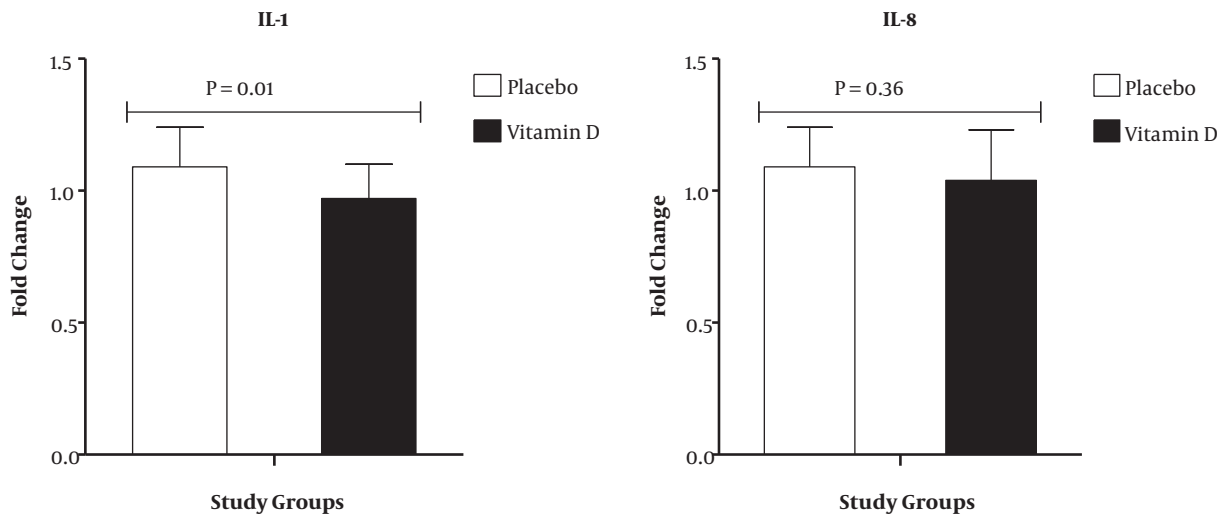 IL-1
1.5
P = 0.01
Placebo
Vitamin D
1.0
Fold Change
0.5
0.0
Study Groups
IL-8
1.5
P = 0.36
Placebo
Vitamin D
1.0
Fold Change
0.5
0.0
Study Groups